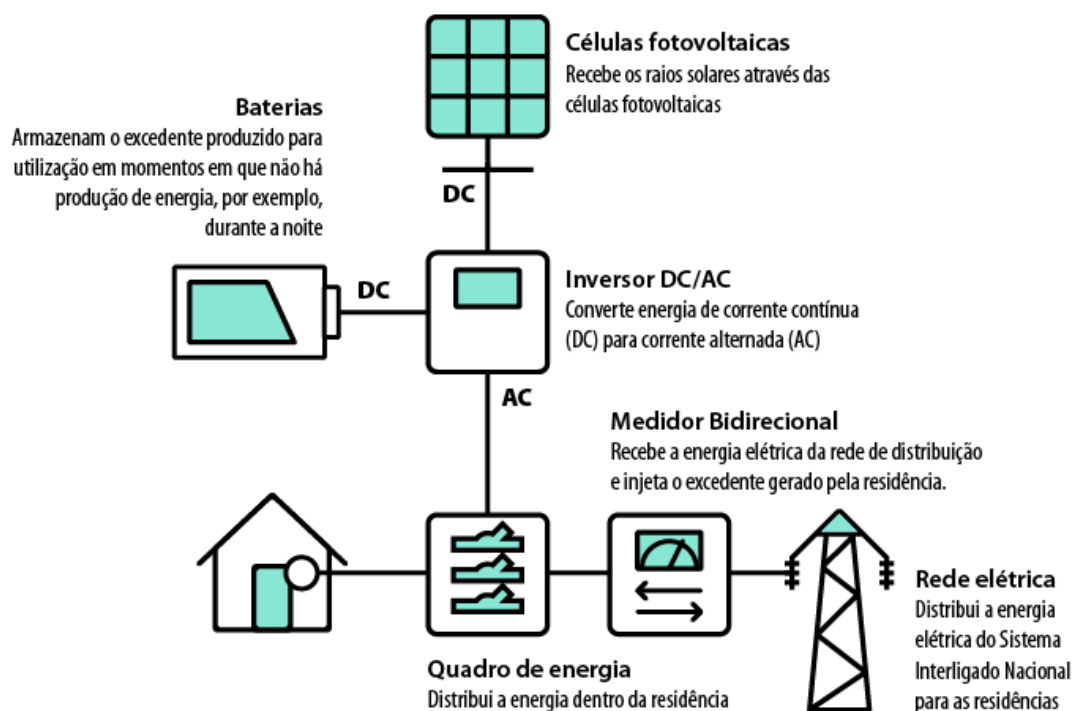 Células fotovoltaicas
Recebe os raios solares através das
células fotovoltaicas
Baterias
Armazenam o excedente produzido para
utilização em momentos em que não há
produção de energia, por exemplo,
durante a noite
DC
DC
Inversor DC/AC
Converte energia de corrente contínua
(DC) para corrente alternada (AC)
AC
Medidor Bidirecional
Recebe a energia elétrica da rede de distribuição
e injeta o excedente gerado pela residência.
Quadro de energia
Distribui a energia dentro da residência
Rede elétrica
Distribui a energia
elétrica do Sistema
Interligado Nacional
para as residências